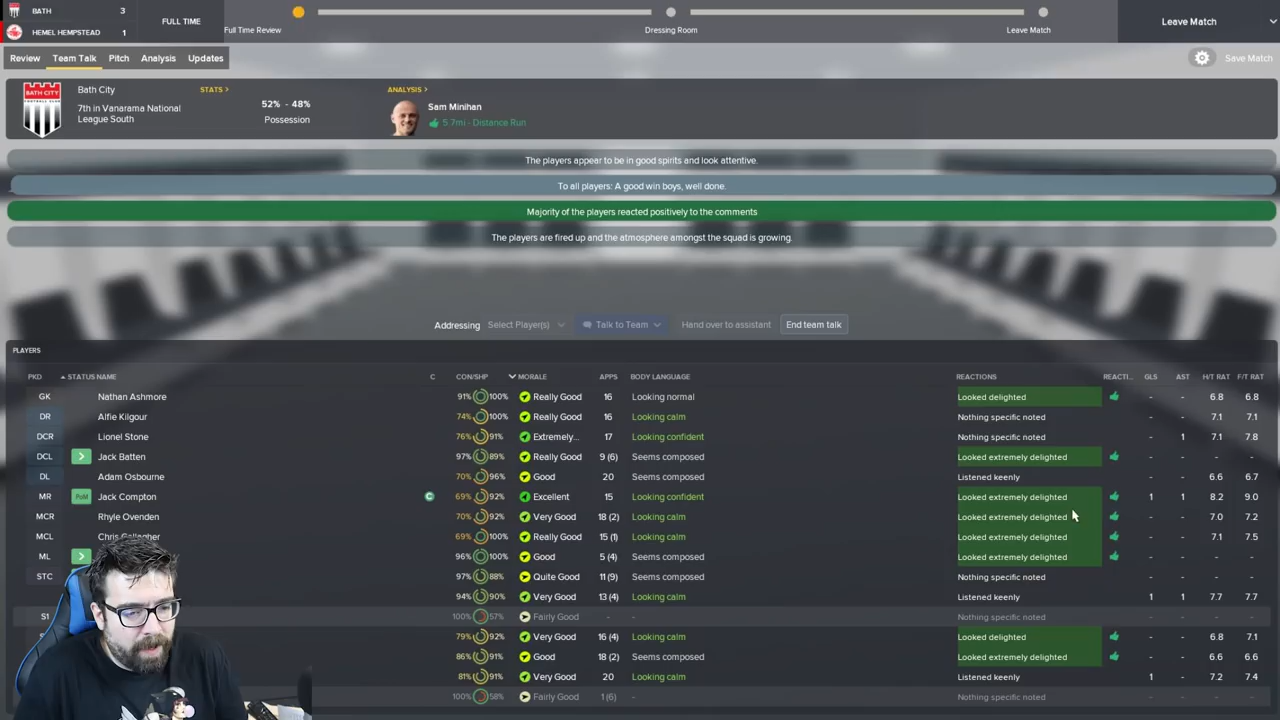 BATH 3
HEMEL HEMPSTEAD 1
FULL TIME
Full Time Review
Dressing Room
Leave Match
Leave Match
Review Team Talk Pitch Analysis Updates
Save Match
Bath City
7th in Vanarama National
League South
STATS >
52% - 48%
Possession
ANALYSIS >
Sam Minihan
5.7mi - Distance Run
The players appear to be in good spirits and look attentive.
To all players: A good win boys, well done.
Majority of the players reacted positively to the comments
The players are fired up and the atmosphere amongst the squad is growing.
Addressing Select Player(s) Talk to Team Hand over to assistant End team talk
PLAYERS
PKD STATUS NAME C CON/SHP MORALE APPS BODY LANGUAGE REACTIONS REACTI... GLS AST H/T RAT F/T RAT
GK Nathan Ashmore 91% 100% Really Good 16 Looking normal Looked delighted - - 6.8 6.8
DR Alfie Kilgour 74% 100% Really Good 16 Looking calm Nothing specific noted - - 7.1 7.1
DCR Lionel Stone 76% 91% Extremely... 17 Looking confident Nothing specific noted - 1 7.1 7.8
DCL Jack Batten 97% 89% Really Good 9 (6) Seems composed Looked extremely delighted - - - -
DL Adam Osbourne 70% 96% Good 20 Seems composed Listened keenly - - 6.6 6.7
MR PoM Jack Compton C 69% 92% Excellent 15 Looking confident Looked extremely delighted 1 1 8.2 9.0
MCR Rhyle Ovenden 70% 92% Very Good 18 (2) Looking calm Looked extremely delighted - - 7.0 7.2
MCL Chris Gallagher 69% 100% Really Good 15 (1) Looking calm Looked extremely delighted - - 7.1 7.5
ML 96% 100% Good 5 (4) Seems composed Looked extremely delighted - - - -
STC 97% 88% Quite Good 11 (9) Seems composed Nothing specific noted - - - -
94% 90% Very Good 13 (4) Looking calm Listened keenly 1 1 7.7 7.7
S1 100% 57% Fairly Good - - Nothing specific noted - - - -
79% 92% Very Good 16 (4) Looking calm Looked delighted - - 6.8 7.1
86% 91% Good 18 (2) Seems composed Looked extremely delighted - - 6.6 6.6
81% 91% Very Good 20 Looking calm Listened keenly 1 - 7.2 7.4
100% 58% Fairly Good 1 (6) - Nothing specific noted - - - -